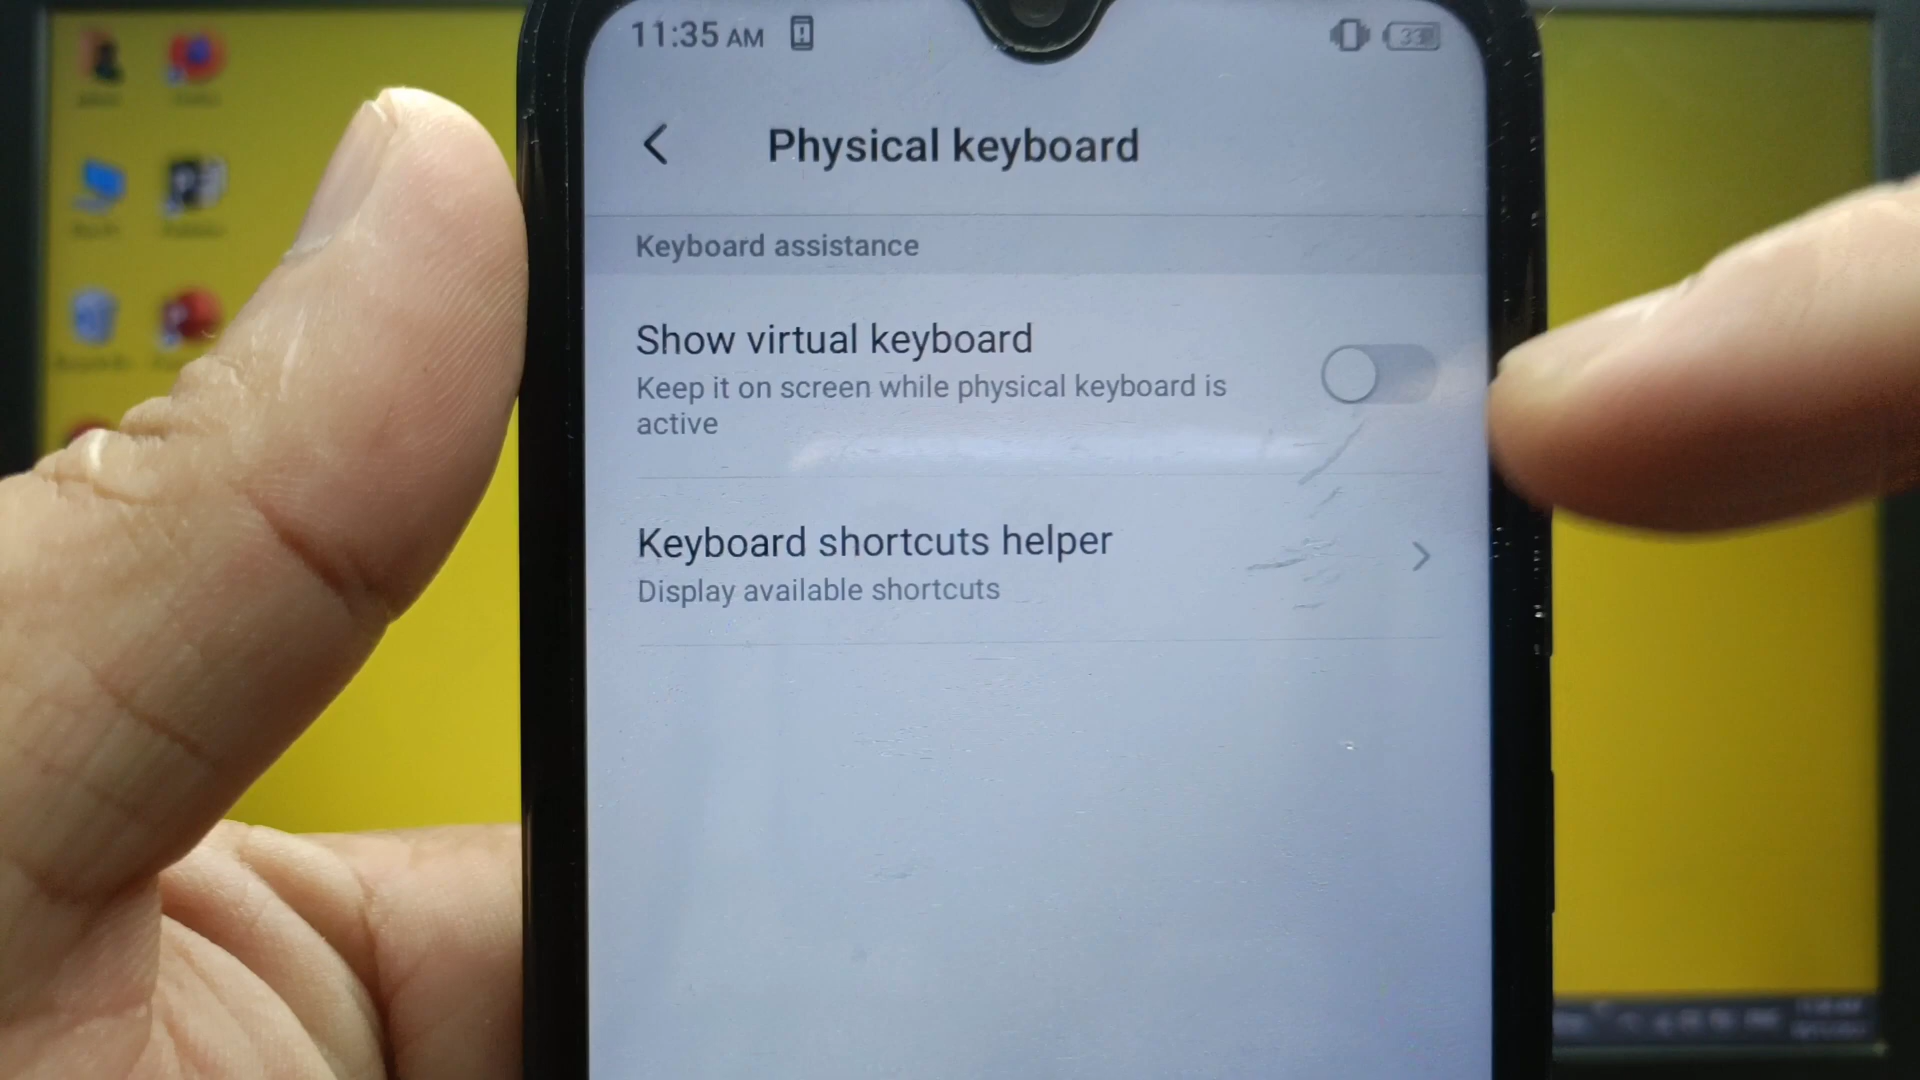 11:35 AM
33
Physical keyboard
Keyboard assistance
Show virtual keyboard
Keep it on screen while physical keyboard is
active
Keyboard shortcuts helper
Display available shortcuts